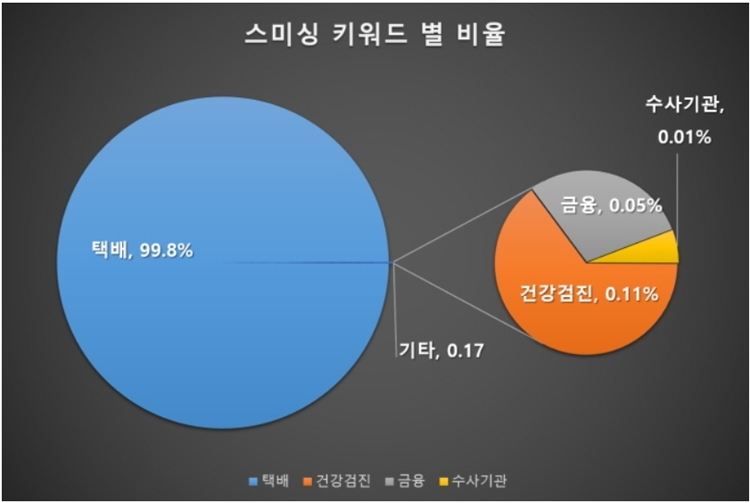 스미싱 키워드 별 비율
수사기관,
0.01%
금융, 0.05%
택배, 99.8%
건강검진, 0.11%
기타, 0.17
택배 건강검진 금융 수사기관